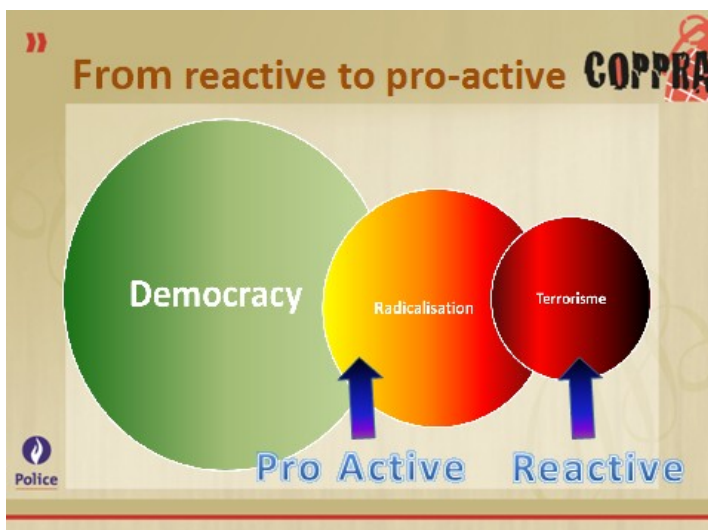 From reactive to pro-active
COPPRA
Democracy
Radicalisation
Terrorisme
Pro Active
Reactive
Police